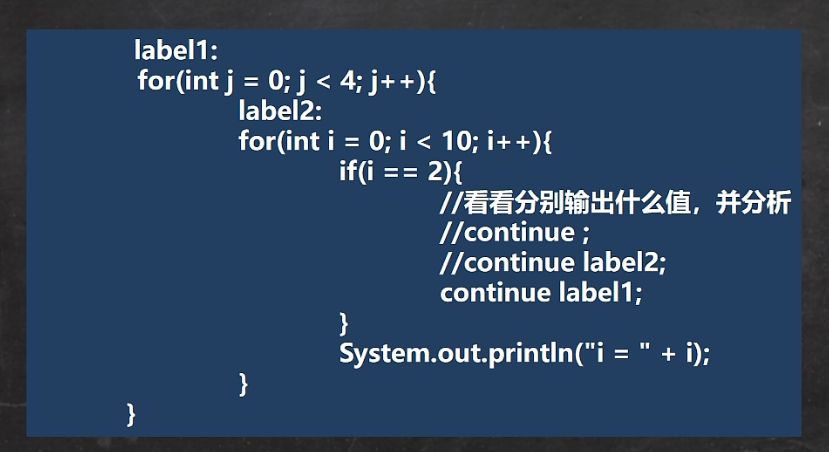 label1:
for(int j = 0; j < 4; j++){
label2:
for(int i = 0; i < 10; i++){
if(i == 2){
//看看分别输出什么值，并分析
//continue ;
//continue label2;
continue label1;
}
System.out.println("i = " + i);
}
}